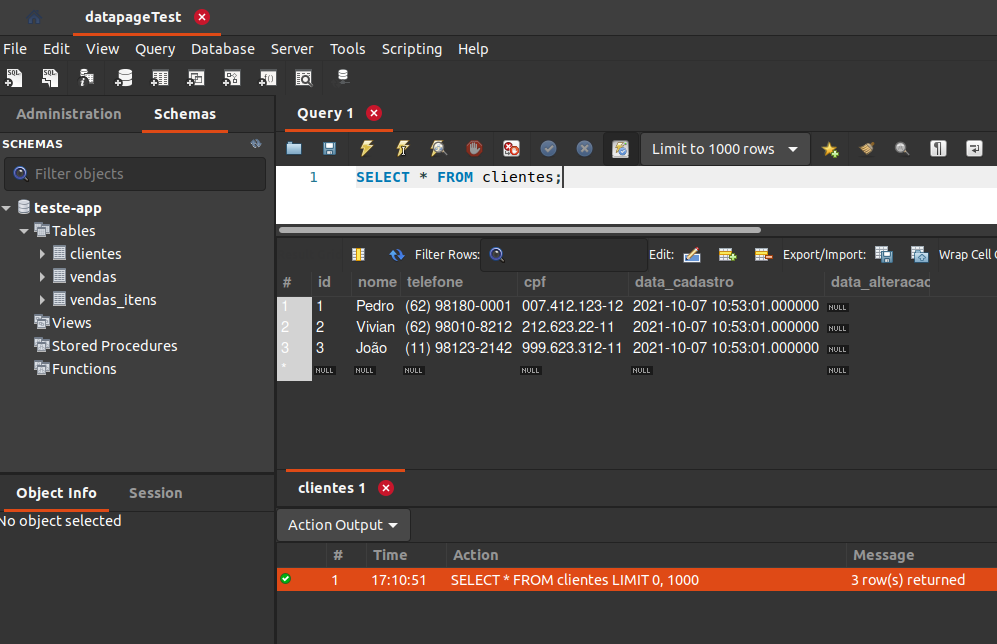 datapageTest
File Edit View Query Database Server Tools Scripting Help
Administration Schemas
SCHEMAS
Filter objects
teste-app
Tables
clientes
vendas
vendas_itens
Views
Stored Procedures
Functions
Object Info Session
No object selected
Query 1
Limit to 1000 rows
1 SELECT * FROM clientes;
Filter Rows: Edit: Export/Import: Wrap Cell
# id nome telefone cpf data_cadastro data_alteracac
1 1 Pedro (62) 98180-0001 007.412.123-12 2021-10-07 10:53:01.000000 NULL
2 2 Vivian (62) 98010-8212 212.623.22-11 2021-10-07 10:53:01.000000 NULL
3 3 João (11) 98123-2142 999.623.312-11 2021-10-07 10:53:01.000000 NULL
* NULL NULL NULL NULL NULL NULL
clientes 1
Action Output
# Time Action Message
1 17:10:51 SELECT * FROM clientes LIMIT 0, 1000 3 row(s) returned